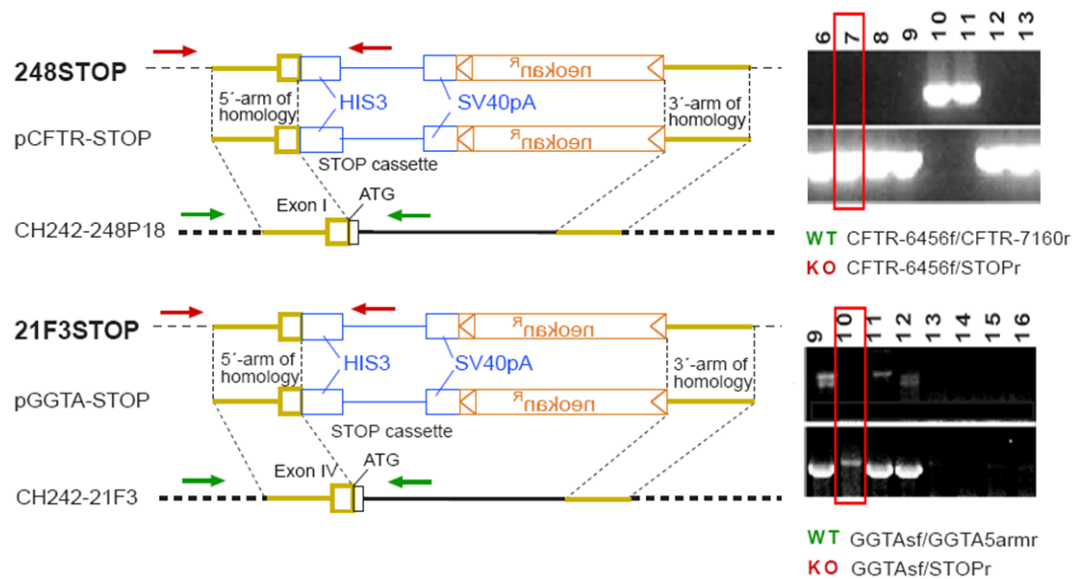 248STOP
5´-arm of
homology
HIS3
SV40pA
neokanR
3´-arm of
homology
pCFTR-STOP
neokanR
STOP cassette
Exon I
ATG
CH242-248P18
6 7 8 9 10 11 12 13
WT CFTR-6456f/CFTR-7160r
KO CFTR-6456f/STOPr
21F3STOP
5´-arm of
homology
HIS3
SV40pA
neokanR
3´-arm of
homology
pGGTA-STOP
neokanR
STOP cassette
Exon IV
ATG
CH242-21F3
9 10 11 12 13 14 15 16
WT GGTAsf/GGTA5armr
KO GGTAsf/STOPr